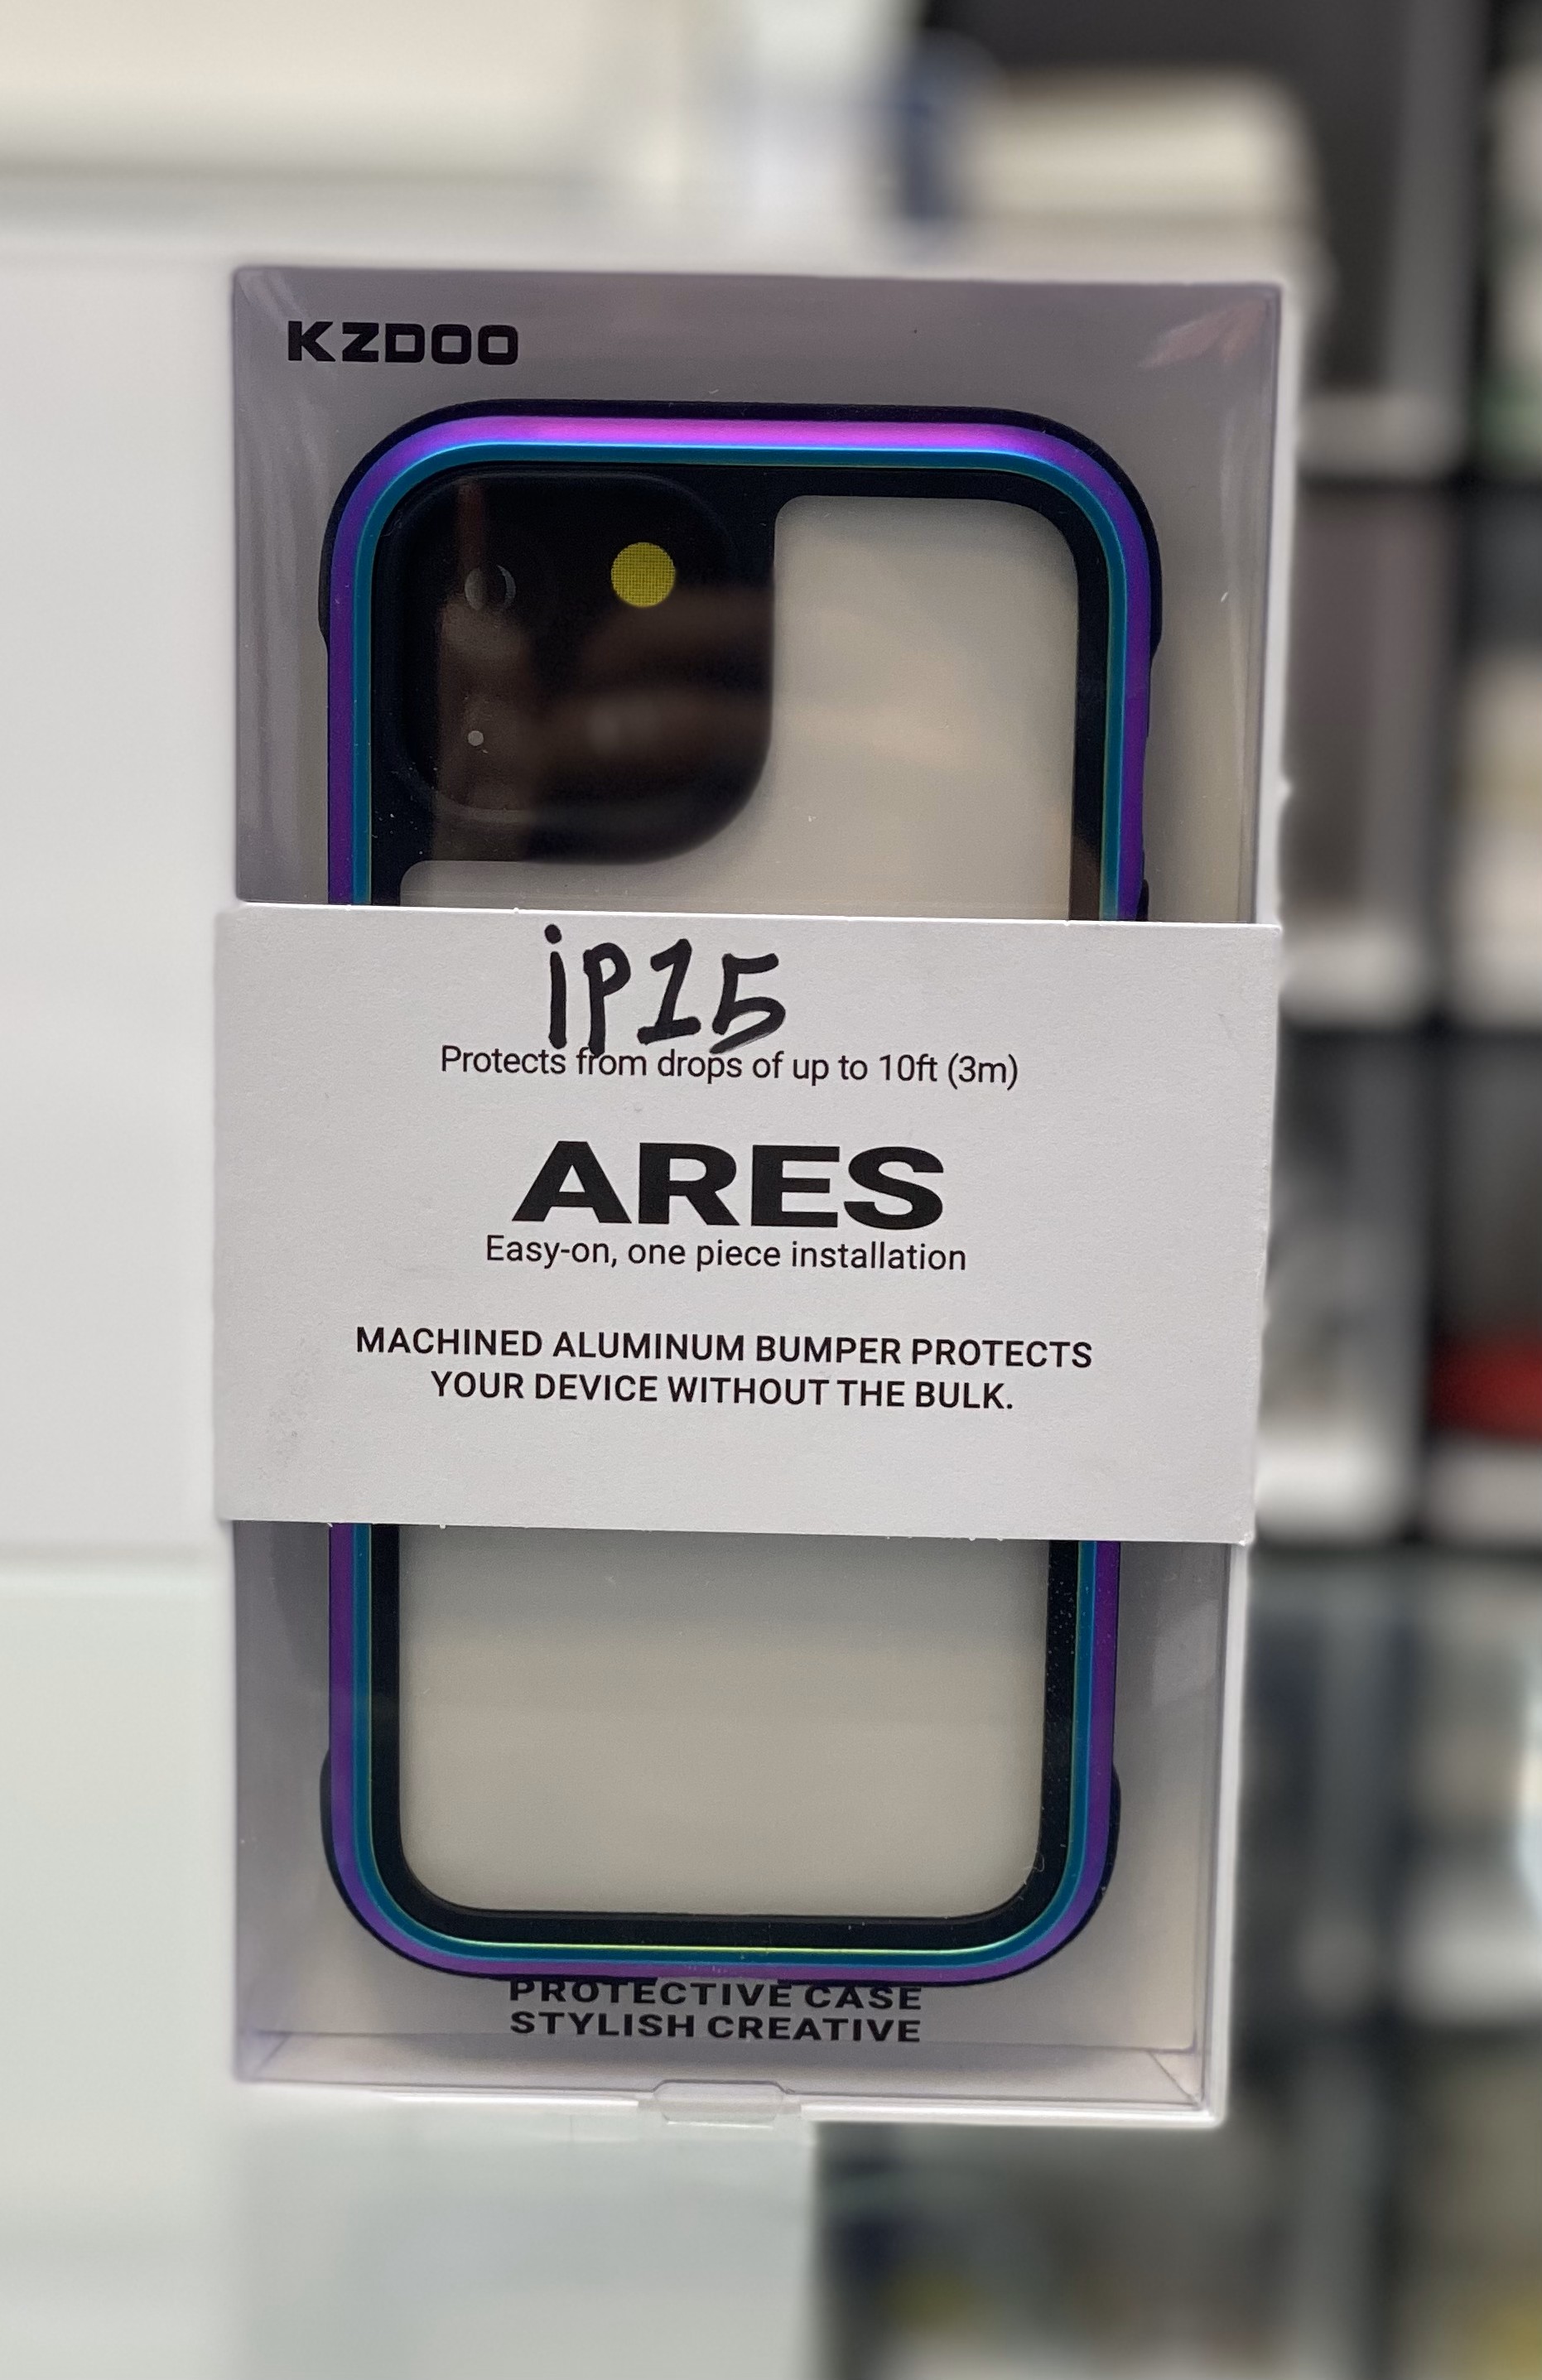 KZDOO
ip15
Protects from drops of up to 10ft (3m)
ARES
Easy-on, one piece installation
MACHINED ALUMINUM BUMPER PROTECTS
YOUR DEVICE WITHOUT THE BULK.
PROTECTIVE CASE
STYLISH CREATIVE